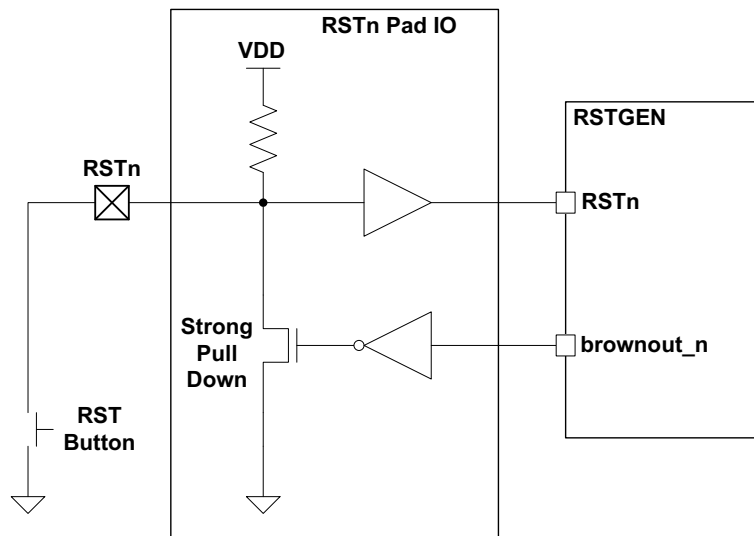 RSTn Pad IO
VDD
RSTGEN
RSTn
RSTn
Strong
Pull
Down
brownout_n
RST
Button